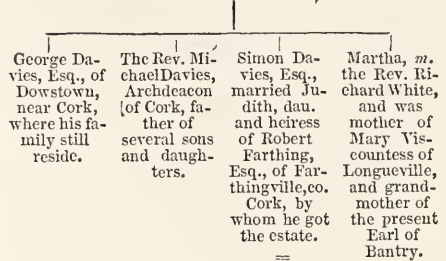 George Da-
vies, Esq., of
Dowstown,
near Cork,
where his fa-
mily still
reside.
The Rev. Mi-
chael Davies,
Archdeacon
[of Cork, fa-
ther of
several sons
and daugh-
ters.
Simon Da-
vies, Esq.,
married Ju-
dith, dau.
and heiress
of Robert
Farthing,
Esq., of Far-
thingville,co.
Cork, by
whom he got
the estate.
=
Martha, m.
the Rev. Ri-
chard White,
and was
mother of
Mary Vis-
countess of
Longueville,
and grand-
mother of
the present
Earl of
Bantry.